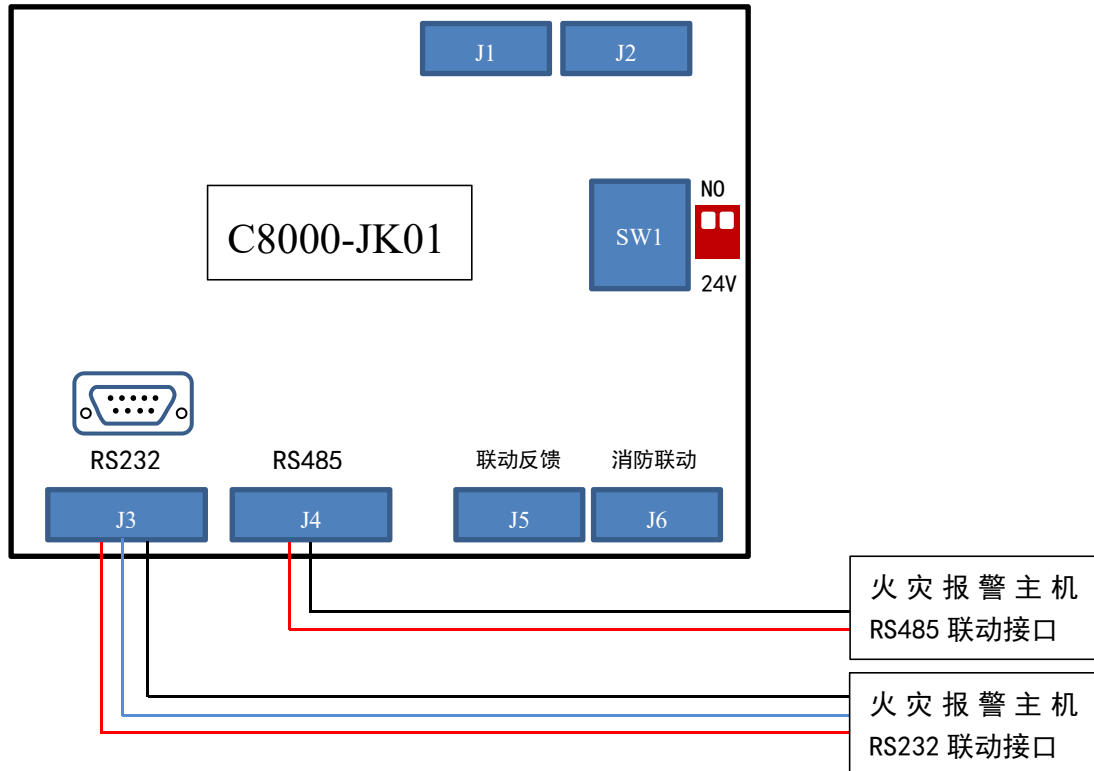 J1
J2
NO
C8000-JK01
SW1
24V
RS232
RS485
联动反馈
消防联动
J3
J4
J5
J6
火灾报警主机
RS485 联动接口
火灾报警主机
RS232 联动接口